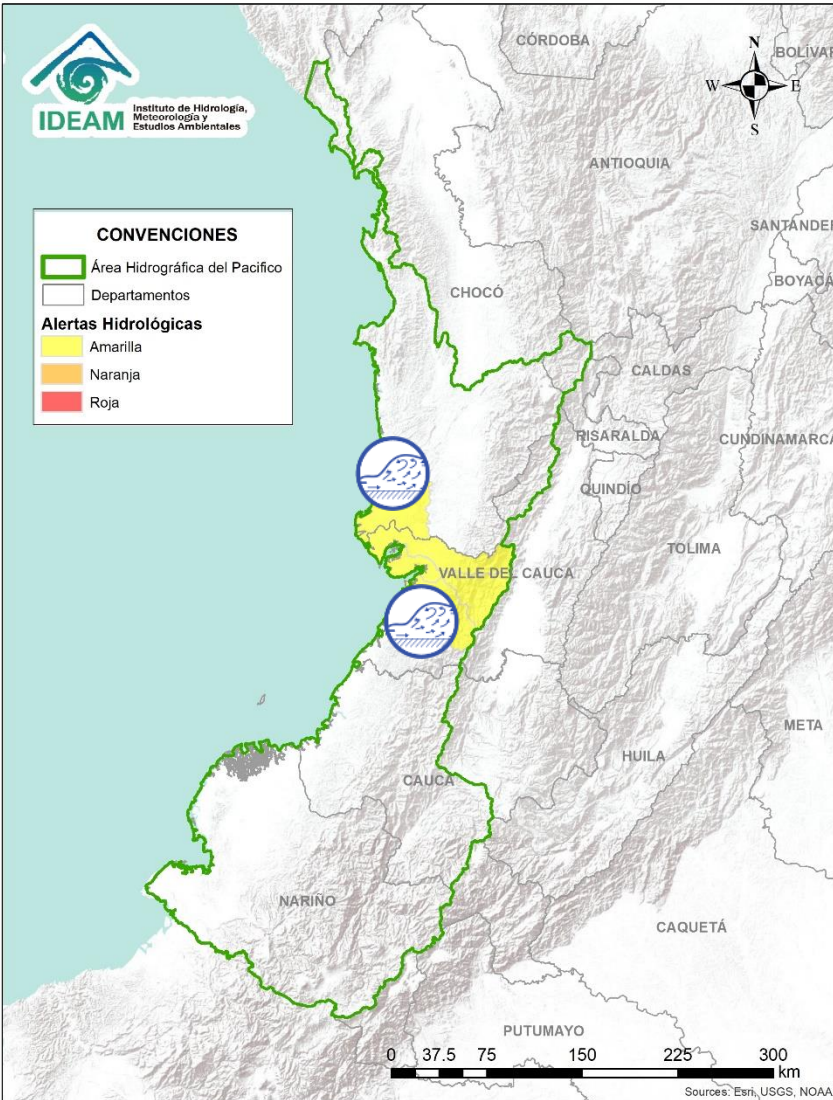 IDEAM
Instituto de Hidrología,
Meteorología y
Estudios Ambientales
CONVENCIONES
Área Hidrográfica del Pacifico
Departamentos
Alertas Hidrológicas
Amarilla
Naranja
Roja
N
W
E
S
CÓRDOBA
BOLÍVAR
ANTIOQUIA
SANTANDER
BOYACÁ
CHOCÓ
CALDAS
RISARALDA
CUNDINAMARCA
QUINDÍO
TOLIMA
VALLE DEL CAUCA
META
HUILA
CAUCA
NARIÑO
CAQUETÁ
PUTUMAYO
0 37.5 75 150 225 300
km
Sources: Esri, USGS, NOAA